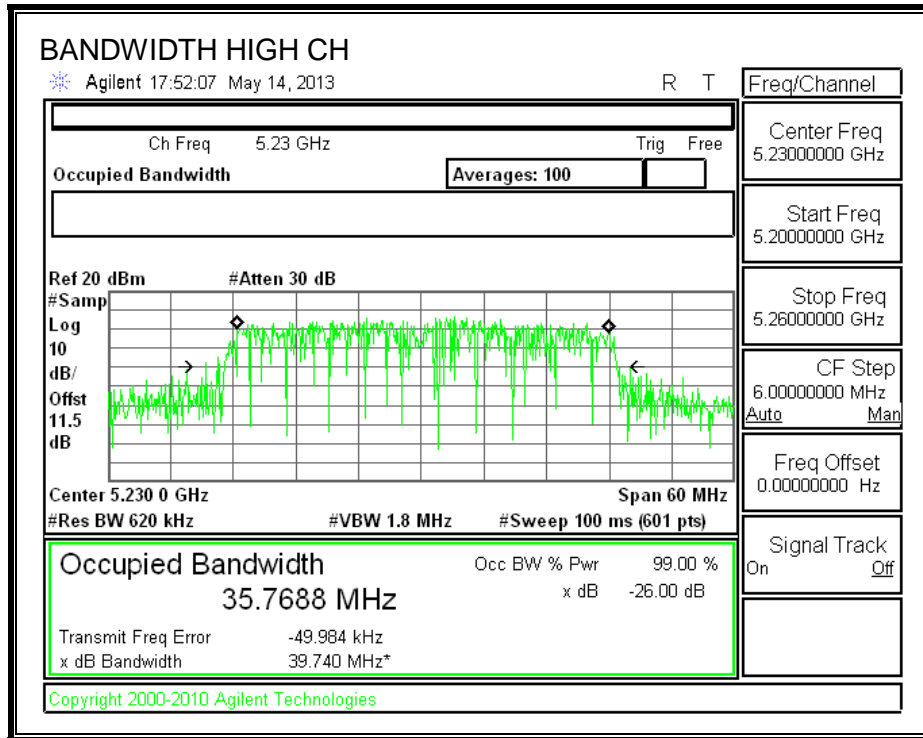 BANDWIDTH HIGH CH
Agilent 17:52:07 May 14, 2013 R T
Freq/Channel
Ch Freq 5.23 GHz Trig Free
Occupied Bandwidth Averages: 100
Center Freq
5.23000000 GHz
Start Freq
5.20000000 GHz
Stop Freq
5.26000000 GHz
CF Step
6.00000000 MHz
Auto Man
Freq Offset
0.00000000 Hz
Signal Track
On Off
Ref 20 dBm #Atten 30 dB
#Samp
Log
10
dB/
Offst
11.5
dB
Center 5.230 0 GHz Span 60 MHz
#Res BW 620 kHz #VBW 1.8 MHz #Sweep 100 ms (601 pts)
Occupied Bandwidth Occ BW % Pwr 99.00 %
35.7688 MHz x dB -26.00 dB
Transmit Freq Error -49.984 kHz
x dB Bandwidth 39.740 MHz*
Copyright 2000-2010 Agilent Technologies